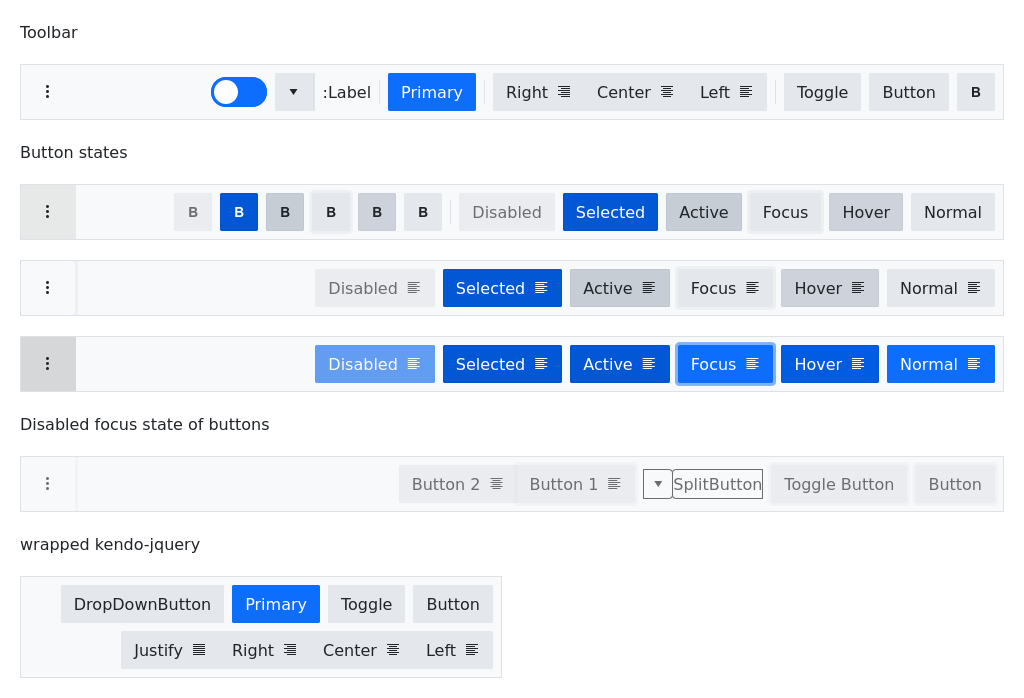 Toolbar
:Label Primary Right Center Left Toggle Button B
Button states
B B B B B B Disabled Selected Active Focus Hover Normal
Disabled Selected Active Focus Hover Normal
Disabled Selected Active Focus Hover Normal
Disabled focus state of buttons
Button 2 Button 1 SplitButton Toggle Button Button
wrapped kendo-jquery
DropDownButton Primary Toggle Button
Justify Right Center Left